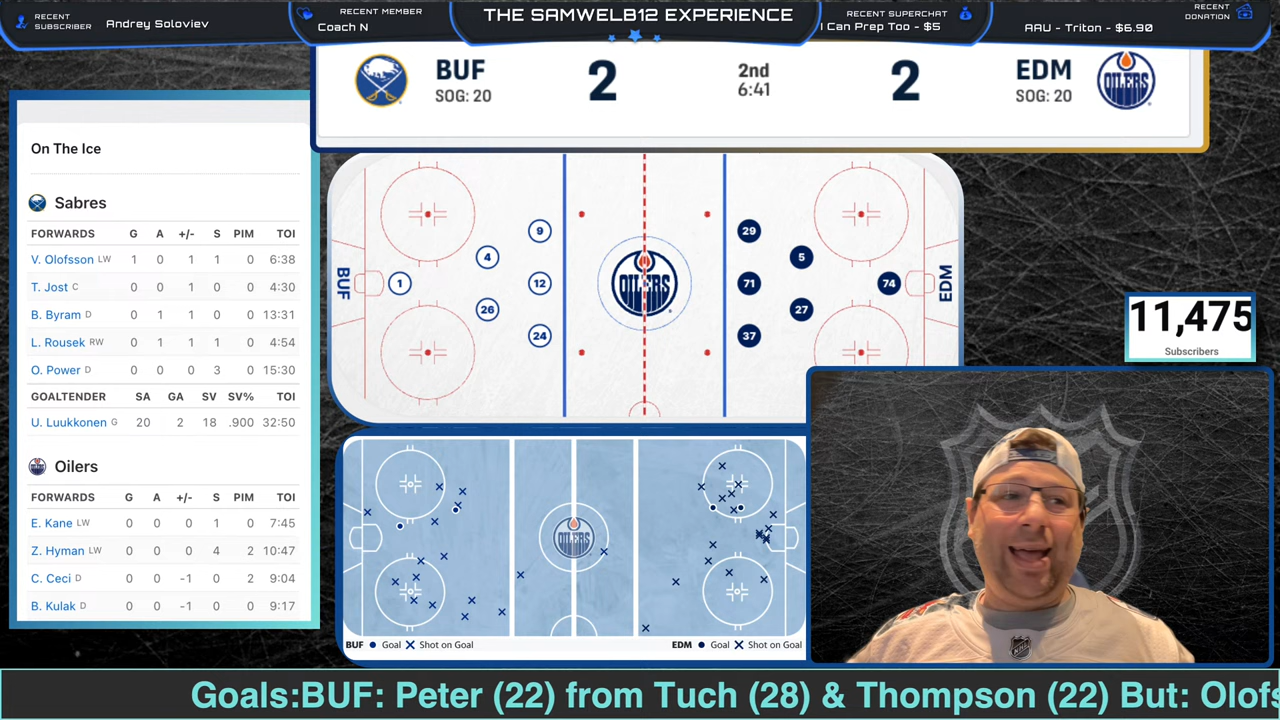 RECENT
SUBSCRIBER
Andrey Soloviev
RECENT MEMBER
Coach N
THE SAMWELB12 EXPERIENCE
RECENT SUPERCHAT
I Can Prep Too - $5
RECENT
DONATION
AAU - Triton - $6.90
BUF
SOG: 20
2
2nd
6:41
2
EDM
SOG: 20
OILERS
On The Ice
Sabres
FORWARDS G A +/- S PIM TOI
V. Olofsson LW 1 0 1 1 0 6:38
T. Jost C 0 0 1 0 0 4:30
B. Byram D 0 1 1 0 0 13:31
L. Rousek RW 0 1 1 1 0 4:54
O. Power D 0 0 0 3 0 15:30
GOALTENDER SA GA SV SV% TOI
U. Luukkonen G 20 2 18 .900 32:50
Oilers
FORWARDS G A +/- S PIM TOI
E. Kane LW 0 0 0 1 0 7:45
Z. Hyman LW 0 0 0 4 2 10:47
C. Ceci D 0 0 -1 0 2 9:04
B. Kulak D 0 0 -1 0 0 9:17
BUF
1
4
26
9
12
24
OILERS
29
71
37
5
27
74
EDM
OILERS
BUF Goal Shot on Goal
EDM Goal Shot on Goal
11,475
Subscribers
NHL
Goals:BUF: Peter (22) from Tuch (28) & Thompson (22) But: Olofs